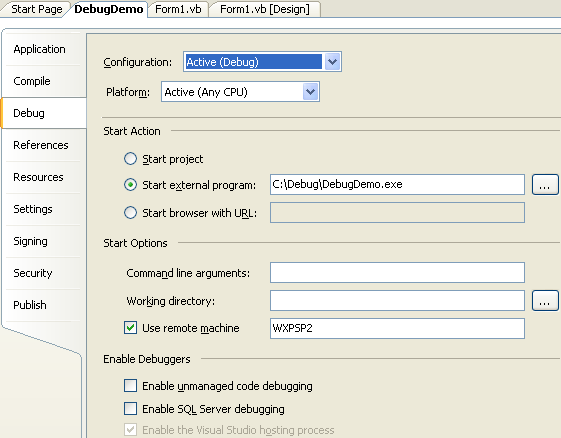 Start Page DebugDemo Form1.vb Form1.vb [Design]
Application
Compile
Debug
References
Resources
Settings
Signing
Security
Publish
Configuration: Active (Debug)
Platform: Active (Any CPU)
Start Action
Start project
Start external program: C:\Debug\DebugDemo.exe ...
Start browser with URL:
Start Options
Command line arguments:
Working directory: ...
Use remote machine WXPSP2
Enable Debuggers
Enable unmanaged code debugging
Enable SQL Server debugging
Enable the Visual Studio hosting process